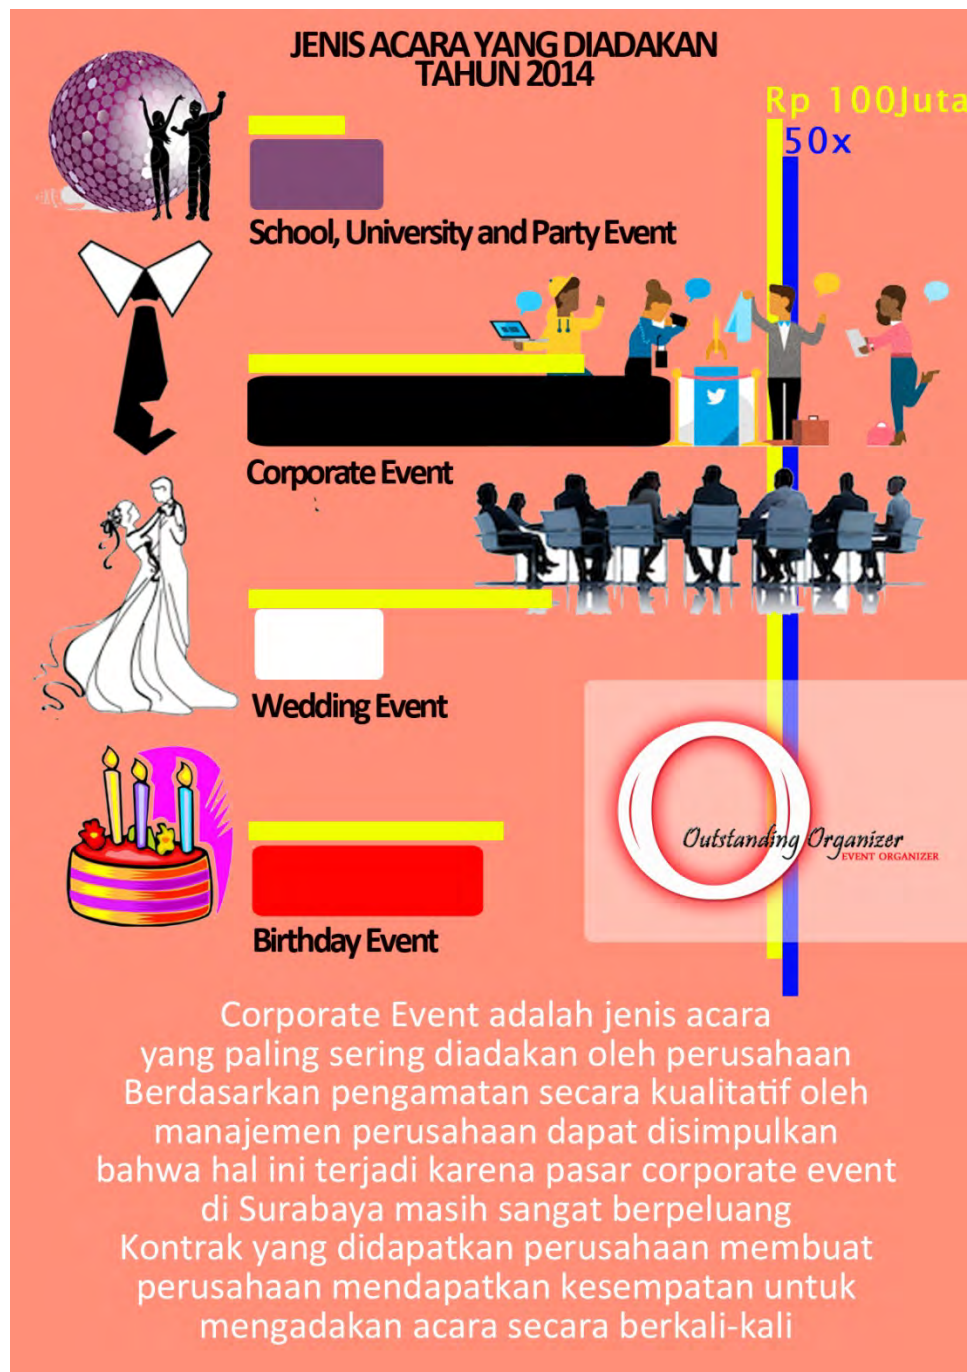 JENIS ACARA YANG DIADAKAN
TAHUN 2014
Rp 100Juta
50x
School, University and Party Event
Corporate Event
Wedding Event
Outstanding Organizer
EVENT ORGANIZER
Birthday Event
Corporate Event adalah jenis acara
yang paling sering diadakan oleh perusahaan
Berdasarkan pengamatan secara kualitatif oleh
manajemen perusahaan dapat disimpulkan
bahwa hal ini terjadi karena pasar corporate event
di Surabaya masih sangat berpeluang
Kontrak yang didapatkan perusahaan membuat
perusahaan mendapatkan kesempatan untuk
mengadakan acara secara berkali-kali